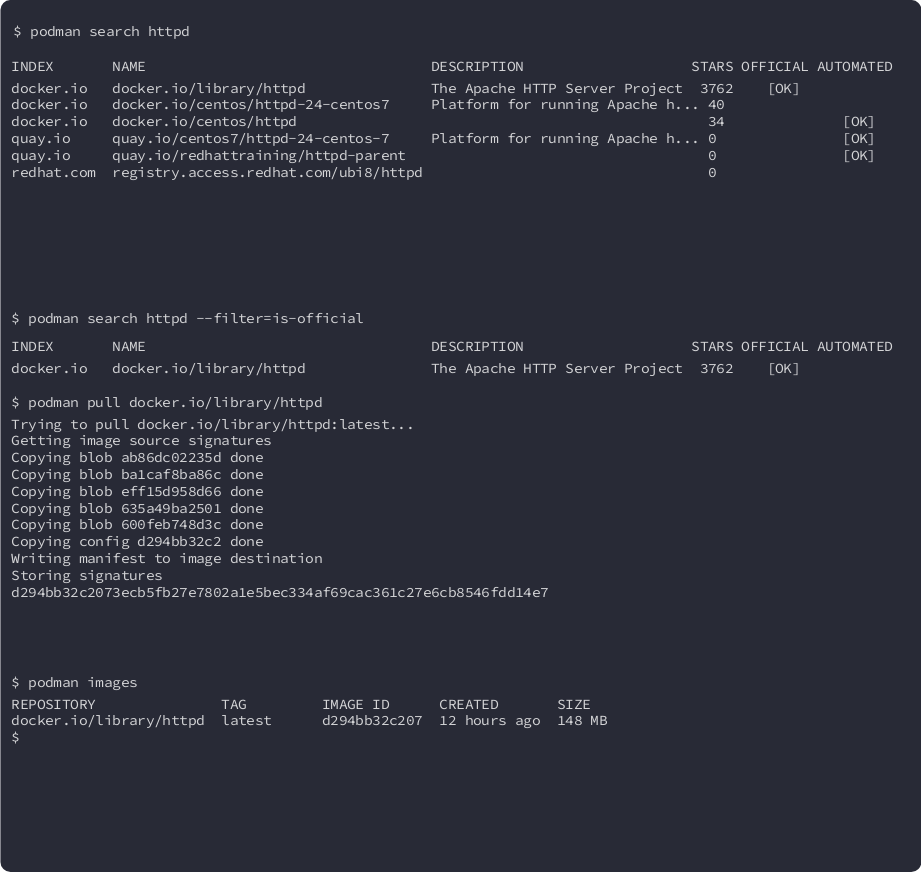 $ podman search httpd
INDEX       NAME                                  DESCRIPTION                    STARS OFFICIAL AUTOMATED
docker.io   docker.io/library/httpd               The Apache HTTP Server Project  3762    [OK]
docker.io   docker.io/centos/httpd-24-centos7     Platform for running Apache h... 40
docker.io   docker.io/centos/httpd                                                 34               [OK]
quay.io     quay.io/centos7/httpd-24-centos-7     Platform for running Apache h... 0                [OK]
quay.io     quay.io/redhattraining/httpd-parent                                    0                [OK]
redhat.com  registry.access.redhat.com/ubi8/httpd                                  0
$ podman search httpd --filter=is-official
INDEX       NAME                                  DESCRIPTION                    STARS OFFICIAL AUTOMATED
docker.io   docker.io/library/httpd               The Apache HTTP Server Project  3762    [OK]
$ podman pull docker.io/library/httpd
Trying to pull docker.io/library/httpd:latest...
Getting image source signatures
Copying blob ab86dc02235d done
Copying blob ba1caf8ba86c done
Copying blob eff15d958d66 done
Copying blob 635a49ba2501 done
Copying blob 600feb748d3c done
Copying config d294bb32c2 done
Writing manifest to image destination
Storing signatures
d294bb32c2073ecb5fb27e7802a1e5bec334af69cac361c27e6cb8546fdd14e7
$ podman images
REPOSITORY               TAG         IMAGE ID      CREATED       SIZE
docker.io/library/httpd  latest      d294bb32c207  12 hours ago  148 MB
$